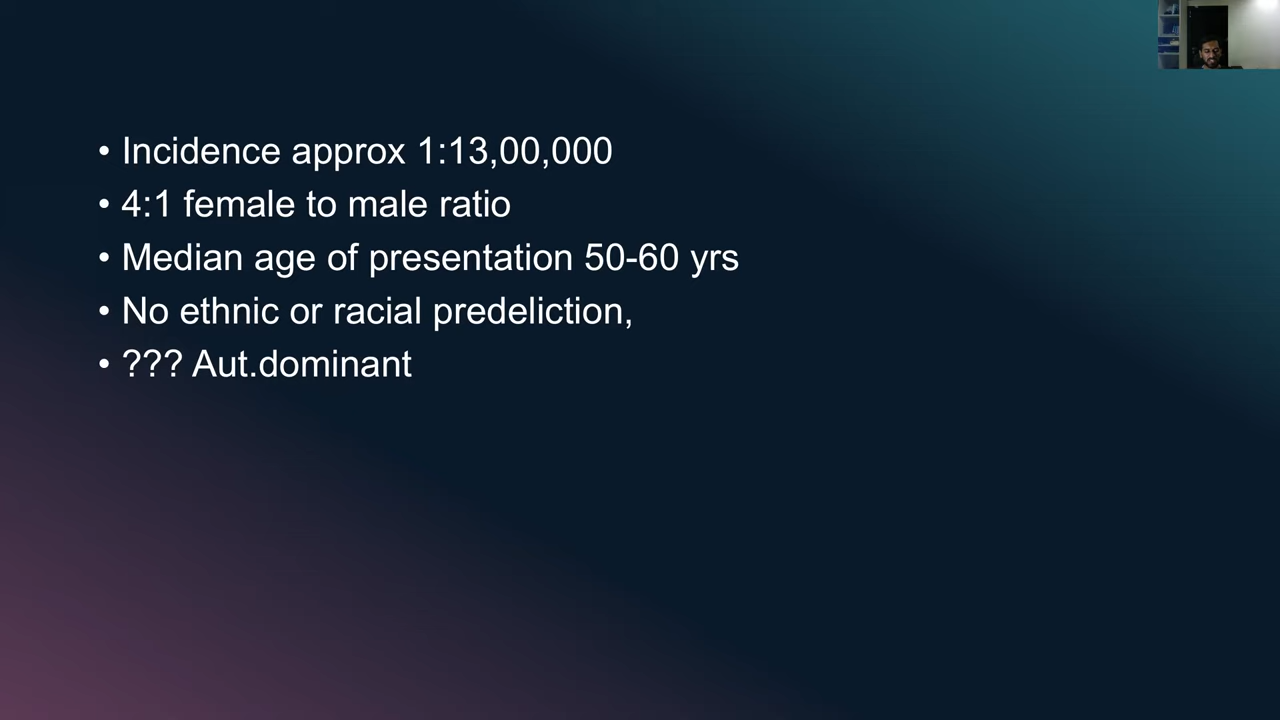 • Incidence approx 1:13,00,000
• 4:1 female to male ratio
• Median age of presentation 50-60 yrs
• No ethnic or racial predeliction,
• ??? Aut.dominant